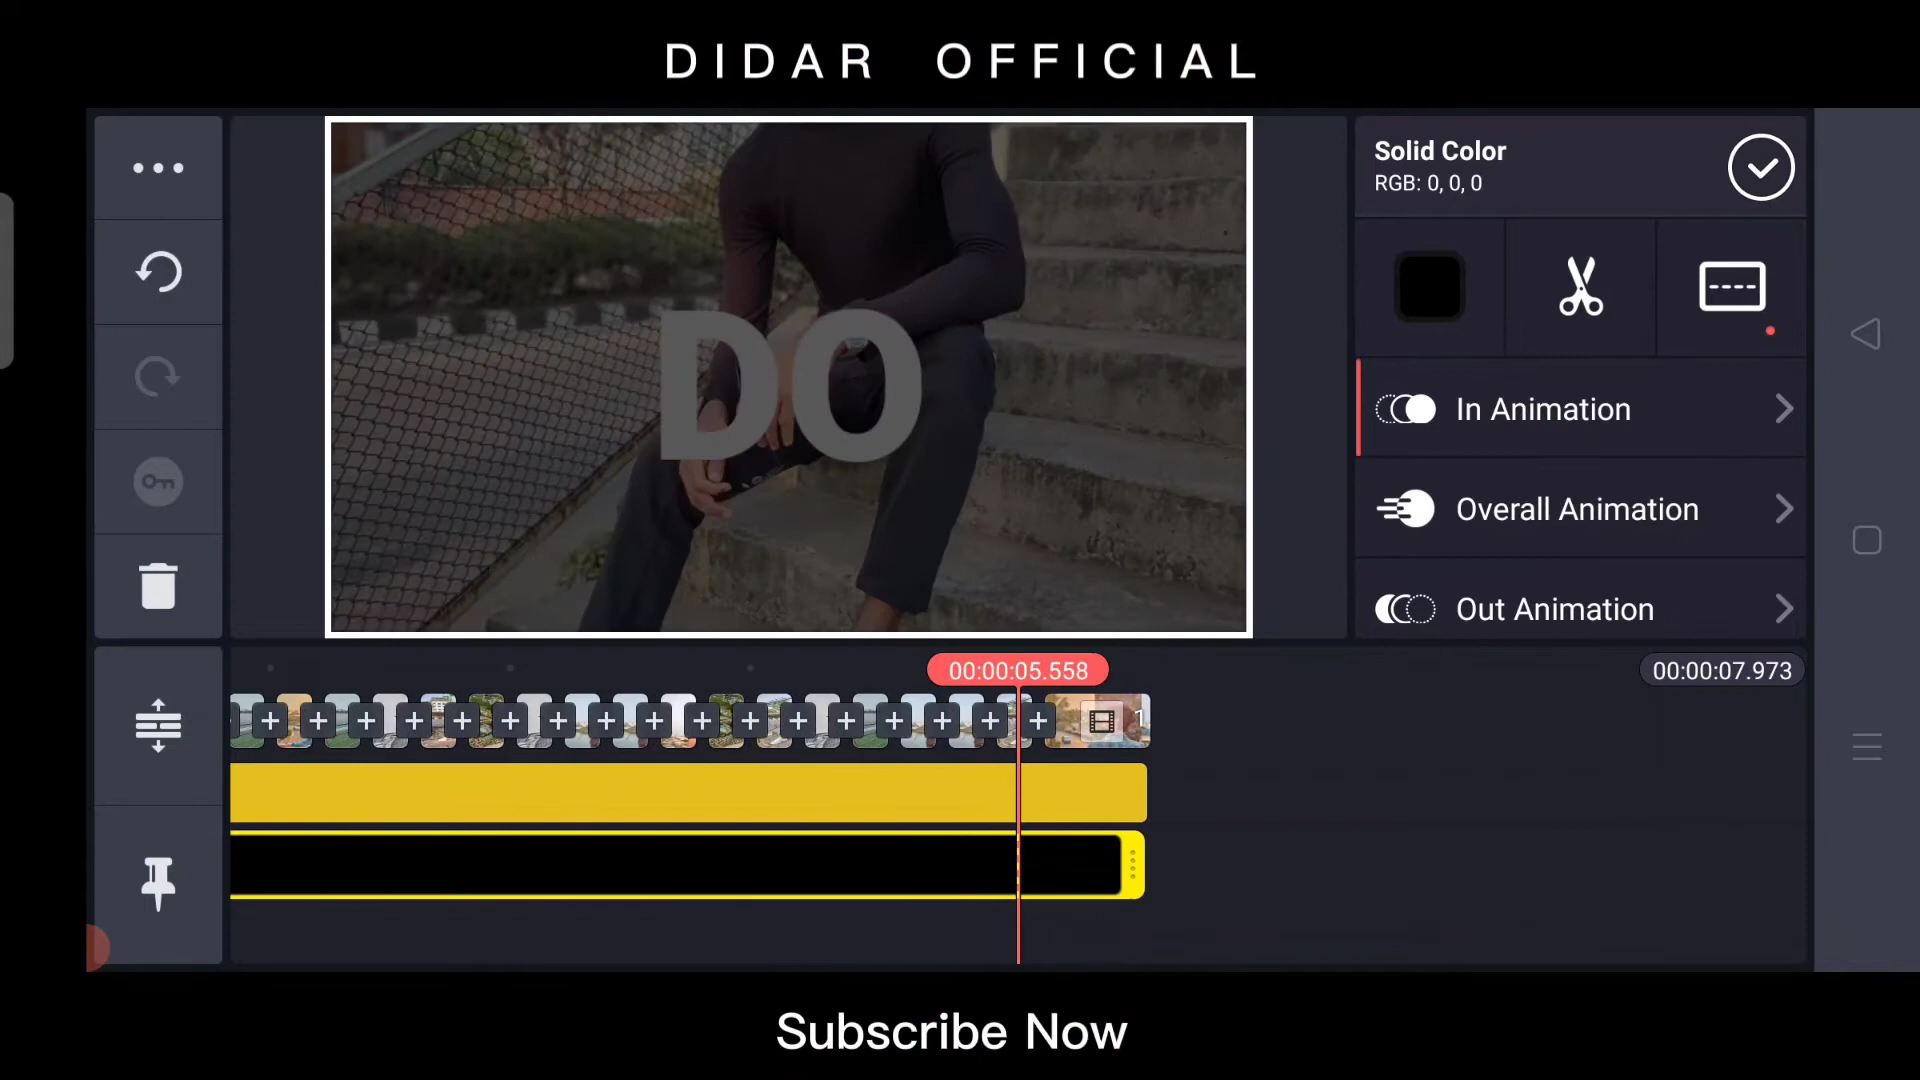 DIDAR OFFICIAL
Solid Color
RGB: 0, 0, 0
DO
In Animation
Overall Animation
Out Animation
00:00:05.558
00:00:07.973
1
Subscribe Now